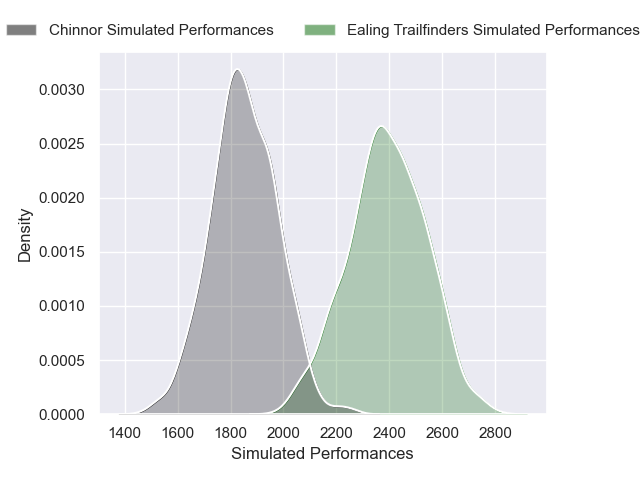 Chinnor Simulated Performances
Ealing Trailfinders Simulated Performances
0.0030
0.0025
0.0020
0.0015
0.0010
0.0005
0.0000
Density
1400 1600 1800 2000 2200 2400 2600 2800
Simulated Performances